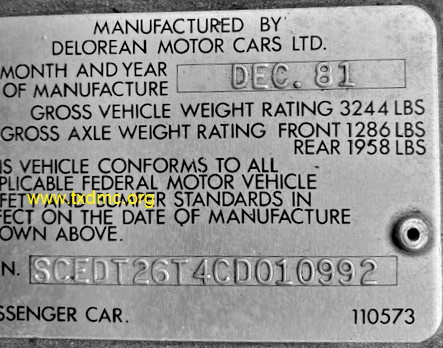 MANUFACTURED BY
DELOREAN MOTOR CARS LTD.
MONTH AND YEAR
OF MANUFACTURE DEC. 81
GROSS VEHICLE WEIGHT RATING 3244 LBS
GROSS AXLE WEIGHT RATING FRONT 1286 LBS
REAR 1958 LBS
IS VEHICLE CONFORMS TO ALL
PLICABLE FEDERAL MOTOR VEHICLE
www.txdmc.org
STANDARDS IN
FECT ON THE DATE OF MANUFACTURE
OWN ABOVE.
N. SCEDT26T4CD010992
SSENGER CAR. 110573